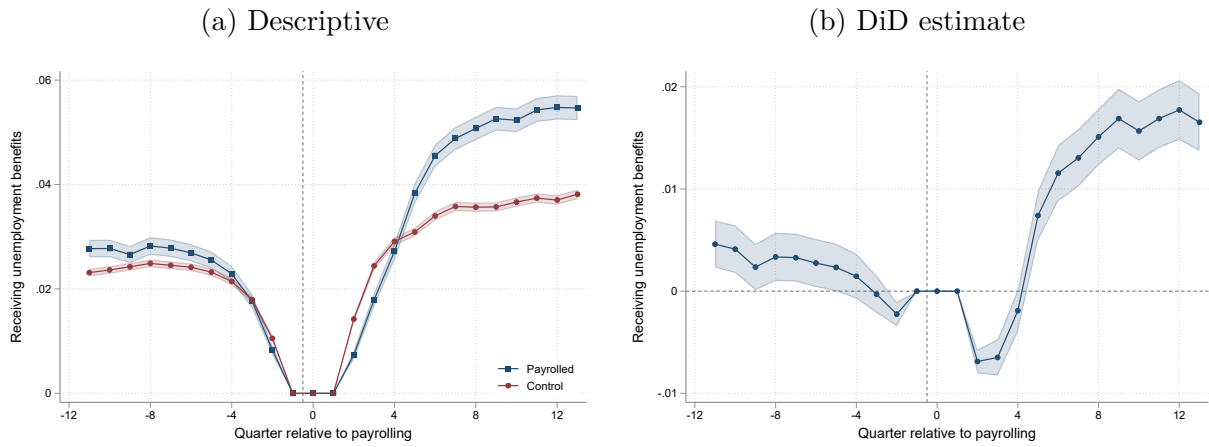 (a) Descriptive
Receiving unemployment benefits
.06
.04
.02
0
-12 -8 -4 0 4 8 12
Quarter relative to payrolling
Payrolled
Control
(b) DiD estimate
Receiving unemployment benefits
.02
.01
0
-.01
-12 -8 -4 0 4 8 12
Quarter relative to payrolling